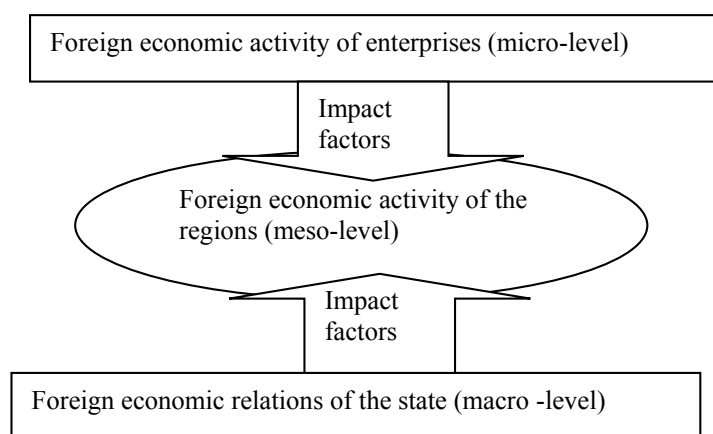 Foreign economic activity of enterprises (micro-level)
Impact
factors
Foreign economic activity of the
regions (meso-level)
Impact
factors
Foreign economic relations of the state (macro -level)